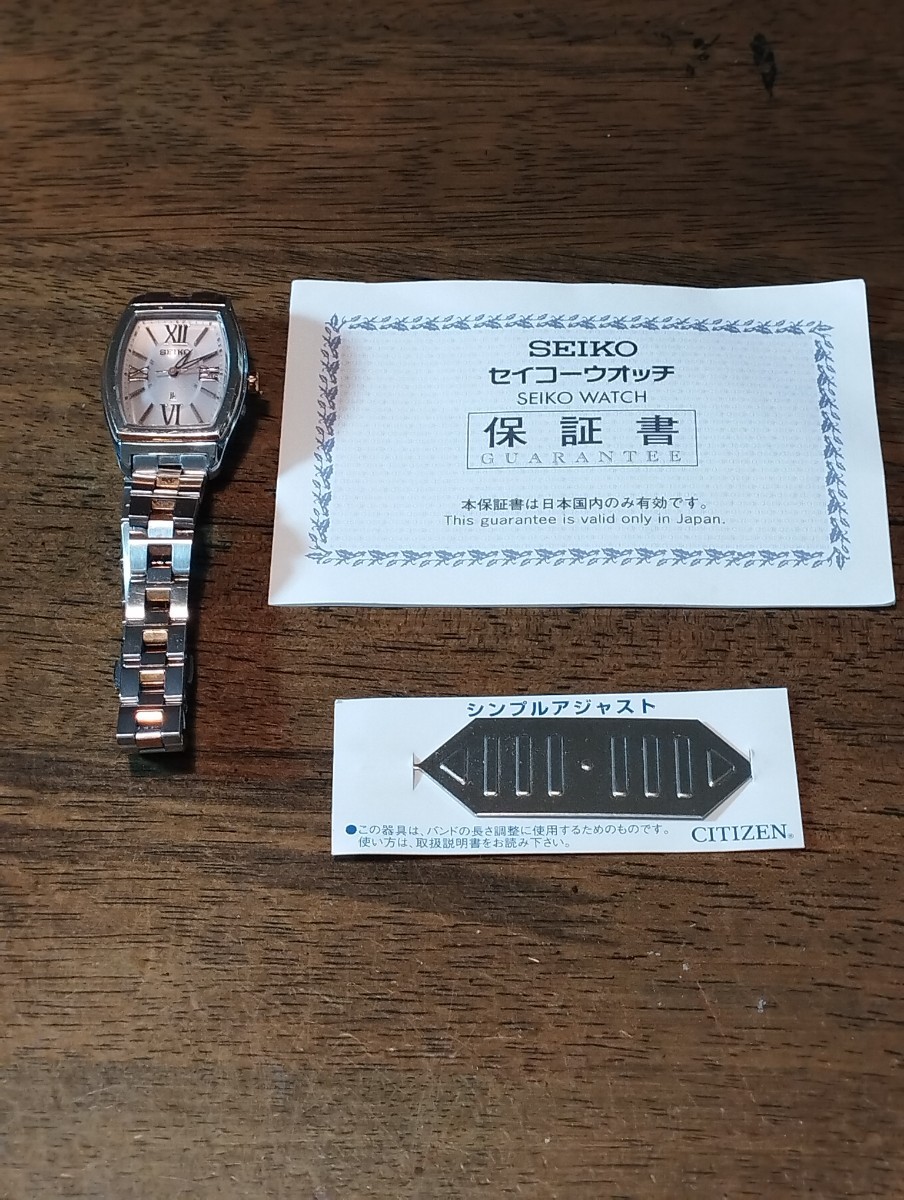 XII
SEIKO
VI
SEIKO
セイコーウオッチ
SEIKO WATCH
保証書
GUARANTEE
本保証書は日本国内のみ有効です。
This guarantee is valid only in Japan.
シンプルアジャスト
●この器具は、バンドの長さ調整に使用するためのものです。
使い方は、取扱説明書をお読み下さい。
CITIZEN®